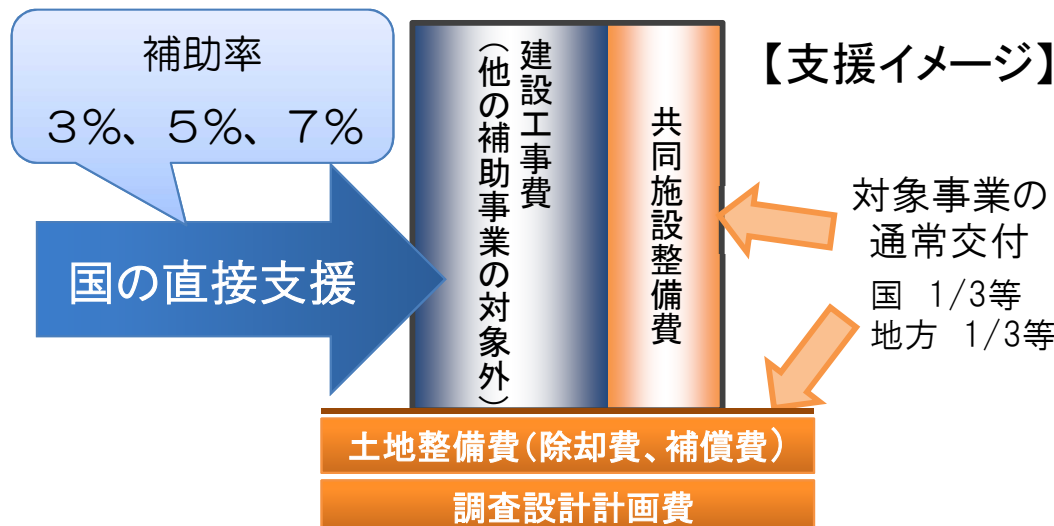 補助率
３％、５％、７％
国の直接支援
建設工事費
（他の補助事業の対象外）
共同施設整備費
【支援イメージ】
対象事業の
通常交付
国　1/3等
地方　1/3等
土地整備費（除却費、補償費）
調査設計計画費